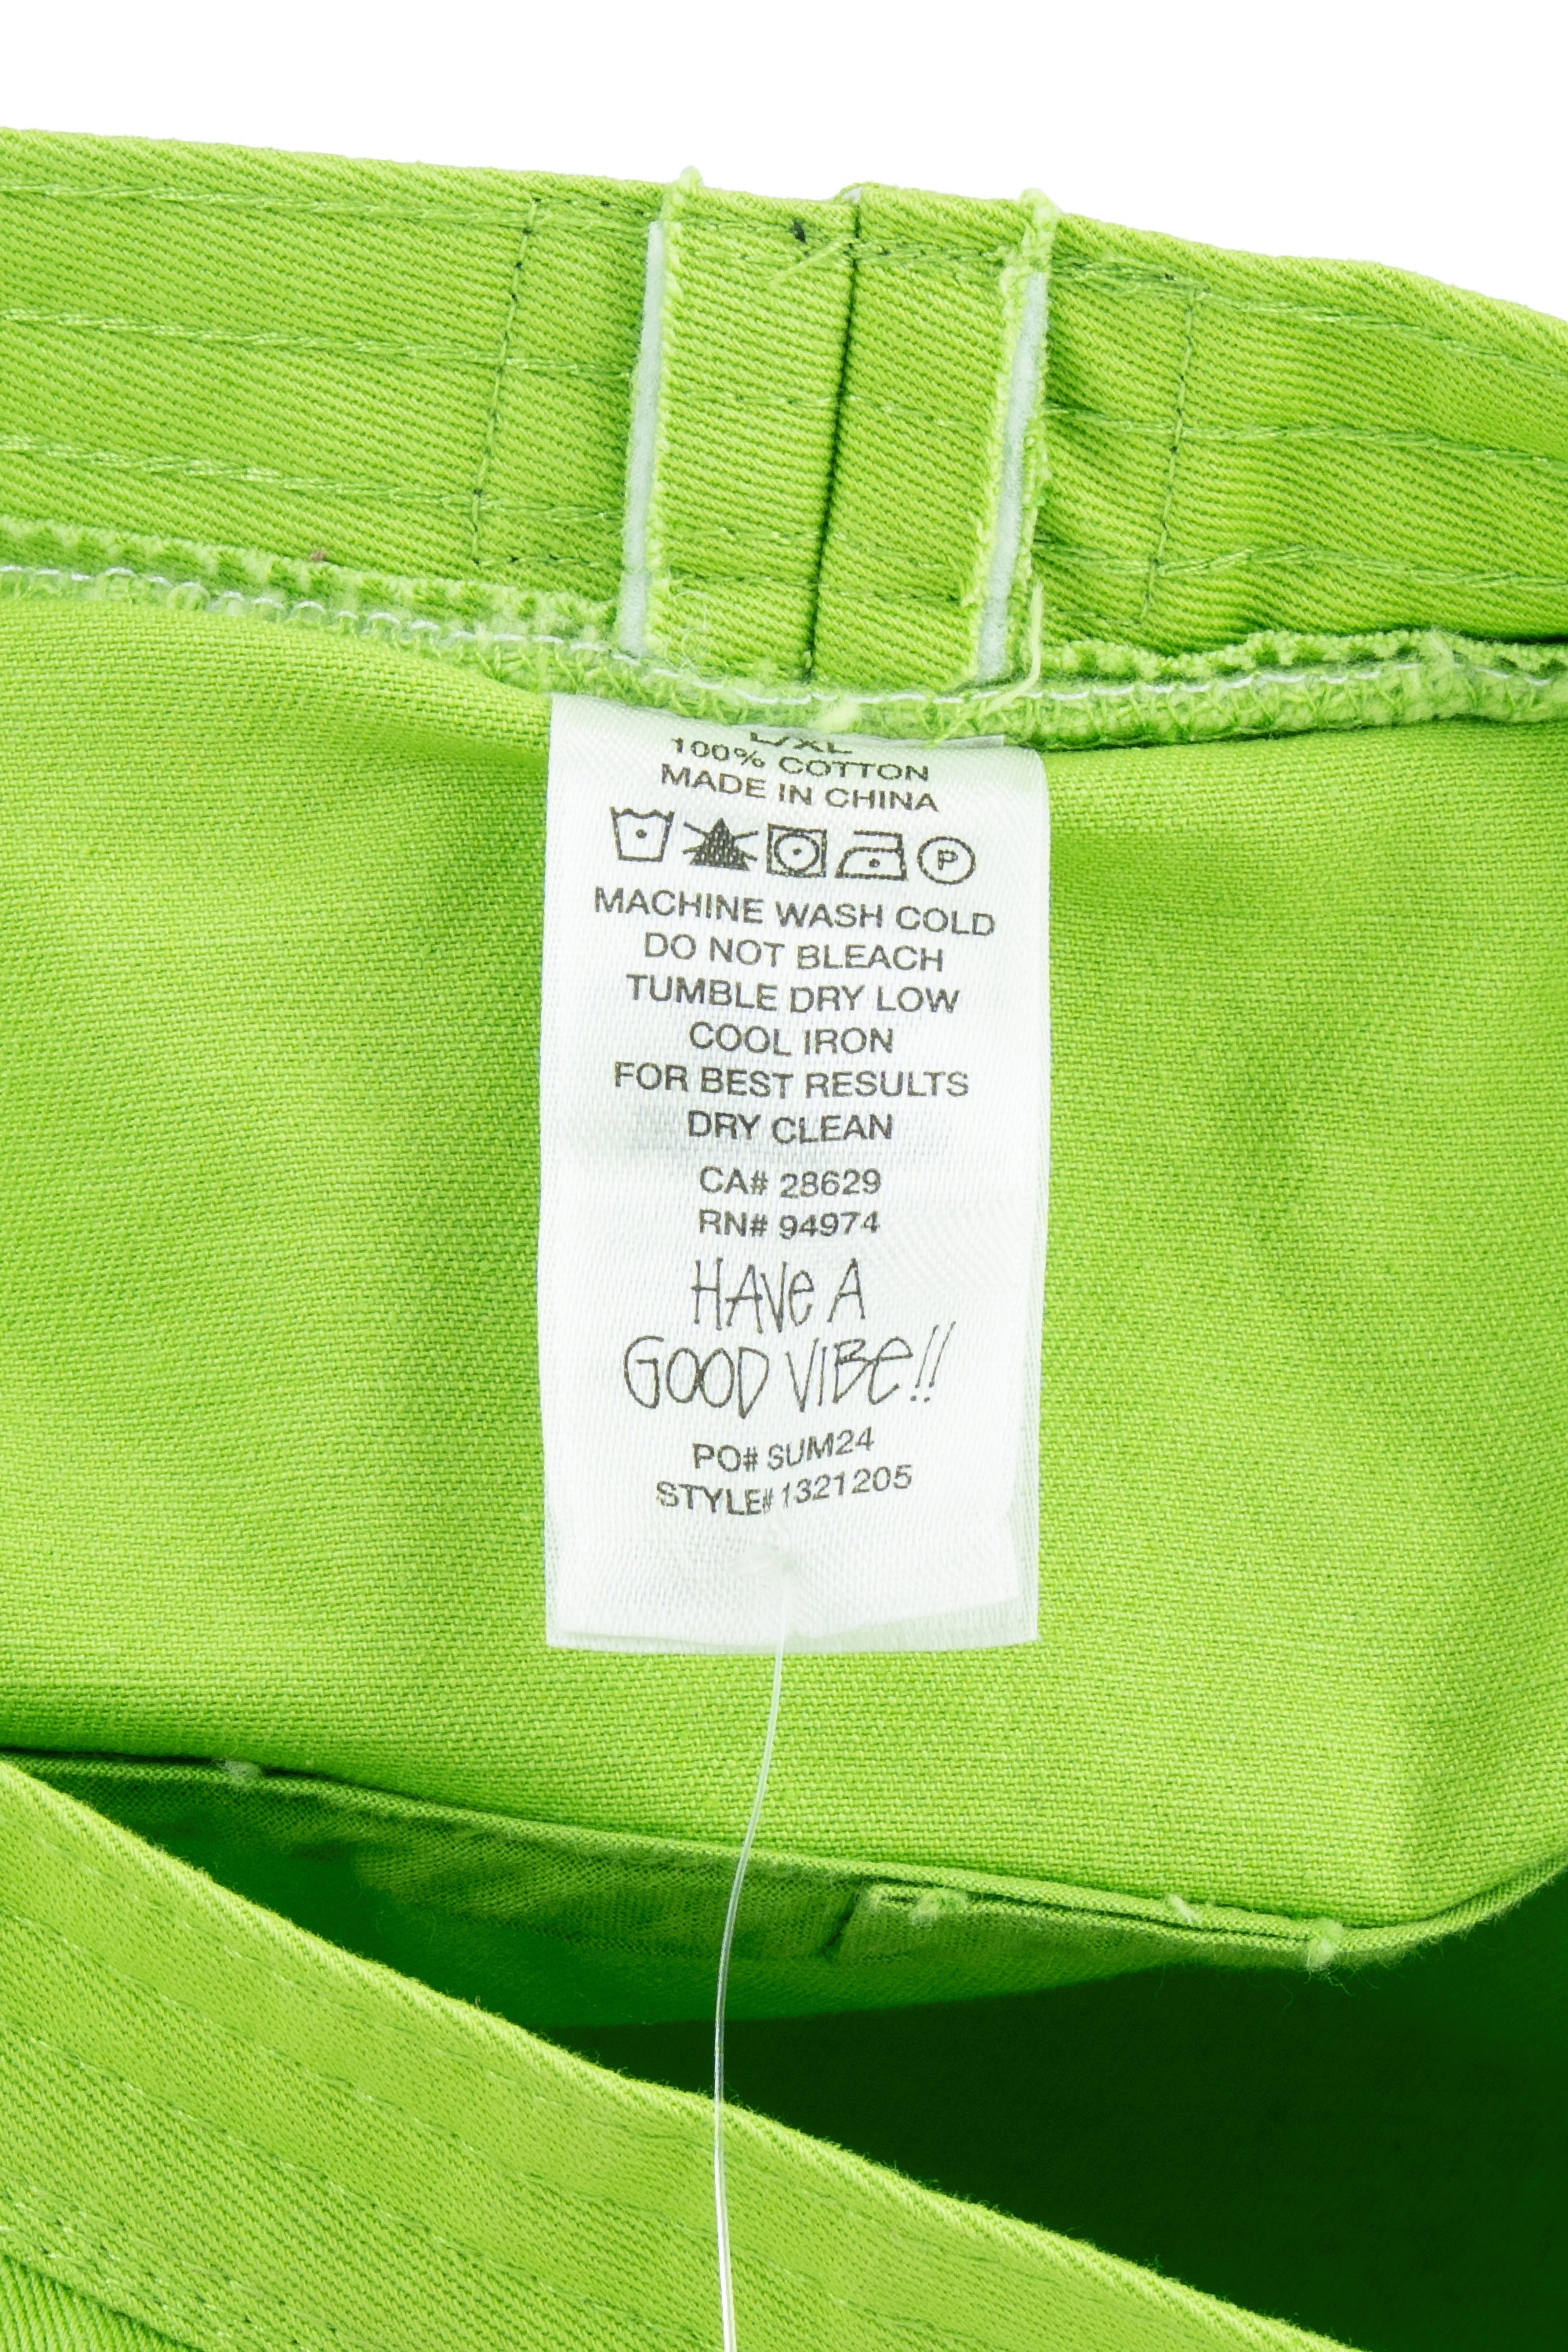 L/XL
100% COTTON
MADE IN CHINA
P
MACHINE WASH COLD
DO NOT BLEACH
TUMBLE DRY LOW
COOL IRON
FOR BEST RESULTS
DRY CLEAN
CA# 28629
RN# 94974
HAVe A
GOOD VIBe!!
PO# SUM24
STYLE# 1321205